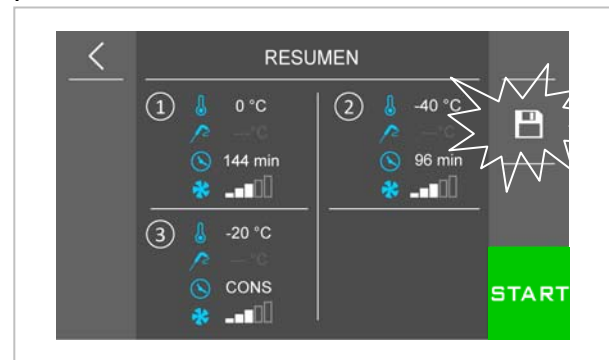 RESUMEN
1
0 °C
---°C
144 min
2
-40 °C
---°C
96 min
3
-20 °C
--- °C
CONS
START